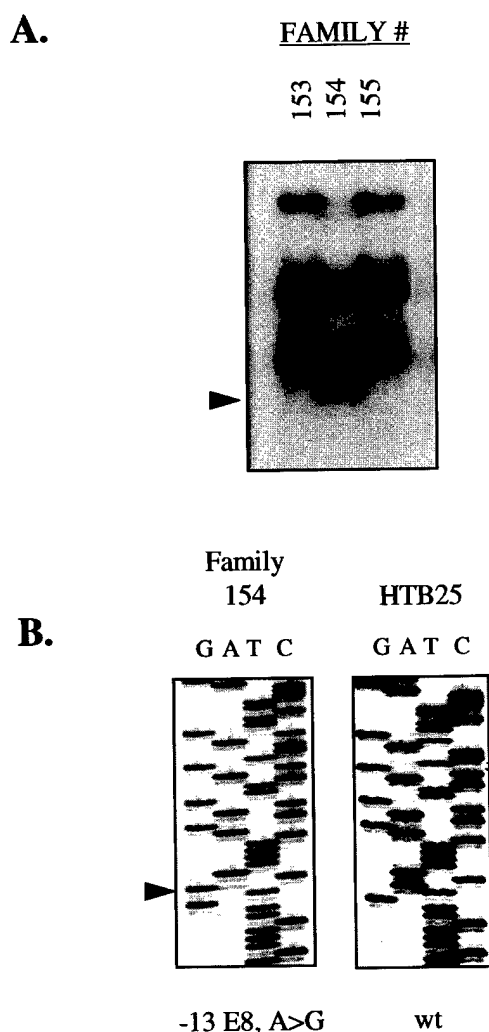 A.
FAMILY #
153 154 155
Family
154
HTB25
B.
G A T C
G A T C
-13 E8, A>G
wt